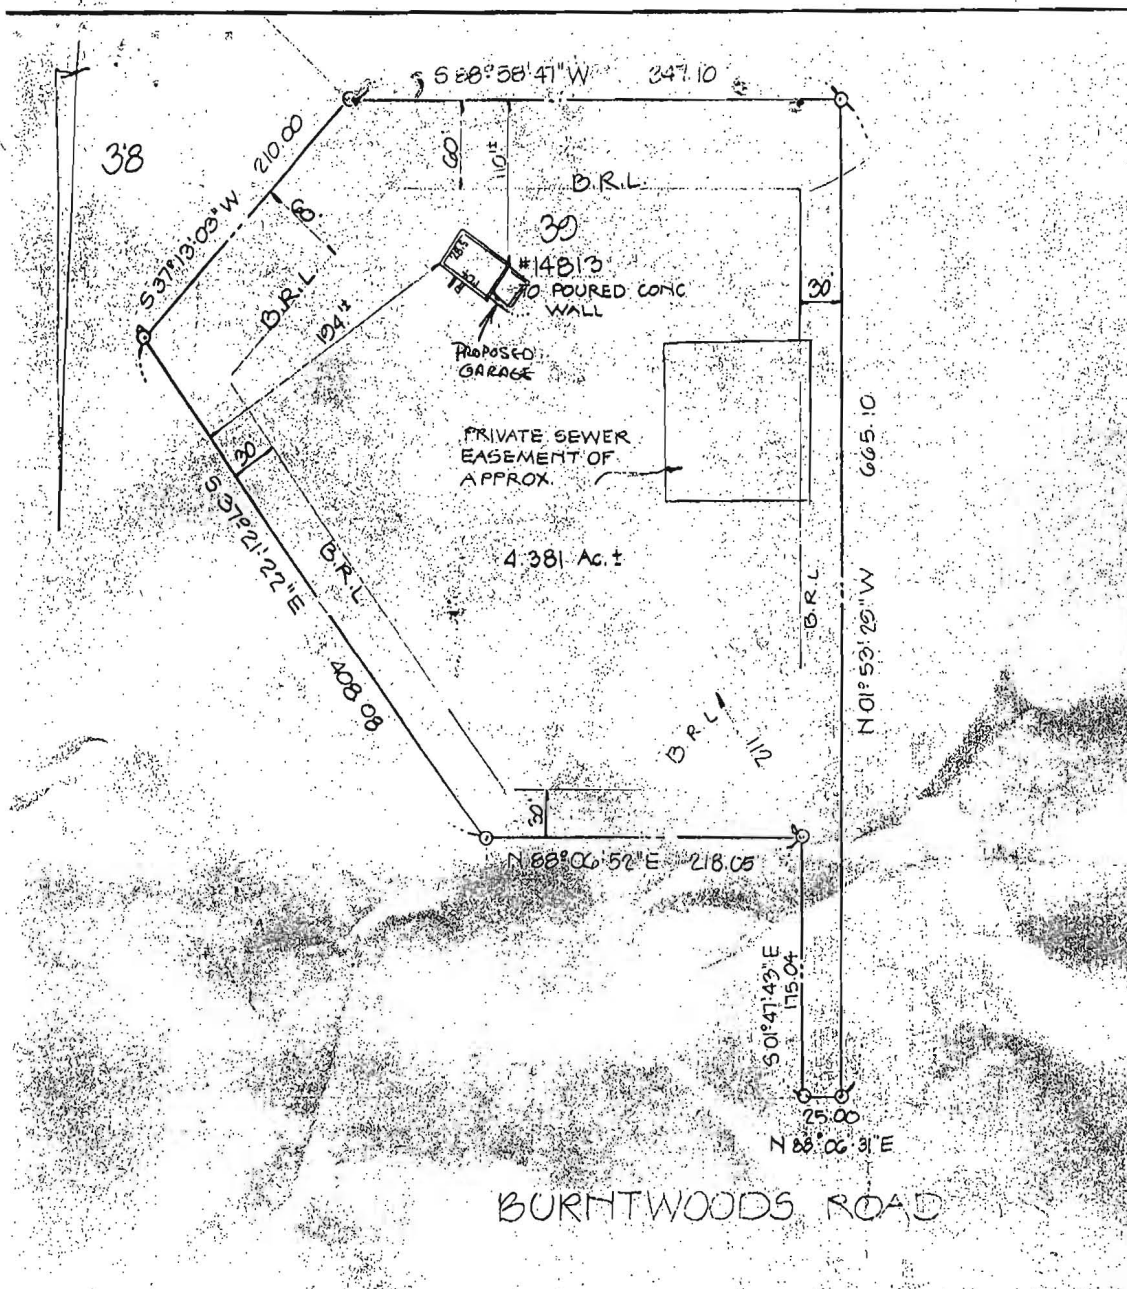 S 88°58'47" W 347.10
38
S 37°13'03" W 210.00
60'
110'±
B.R.L.
60'
39
#14813
TO POURED CONC
WALL
30'
B.R.L.
194'±
PROPOSED
GARAGE
PRIVATE SEWER
EASEMENT OF
APPROX.
30'
S 37°21'22" E
408.08
B.R.L.
4.381 Ac.±
665.10
N 01°53'29" W
B.R.L.
B.R.L.
112
30'
N 88°06'52" E 218.05
S 01°47'43" E
175.04
25.00
N 88°06'31" E
BURNTWOODS ROAD